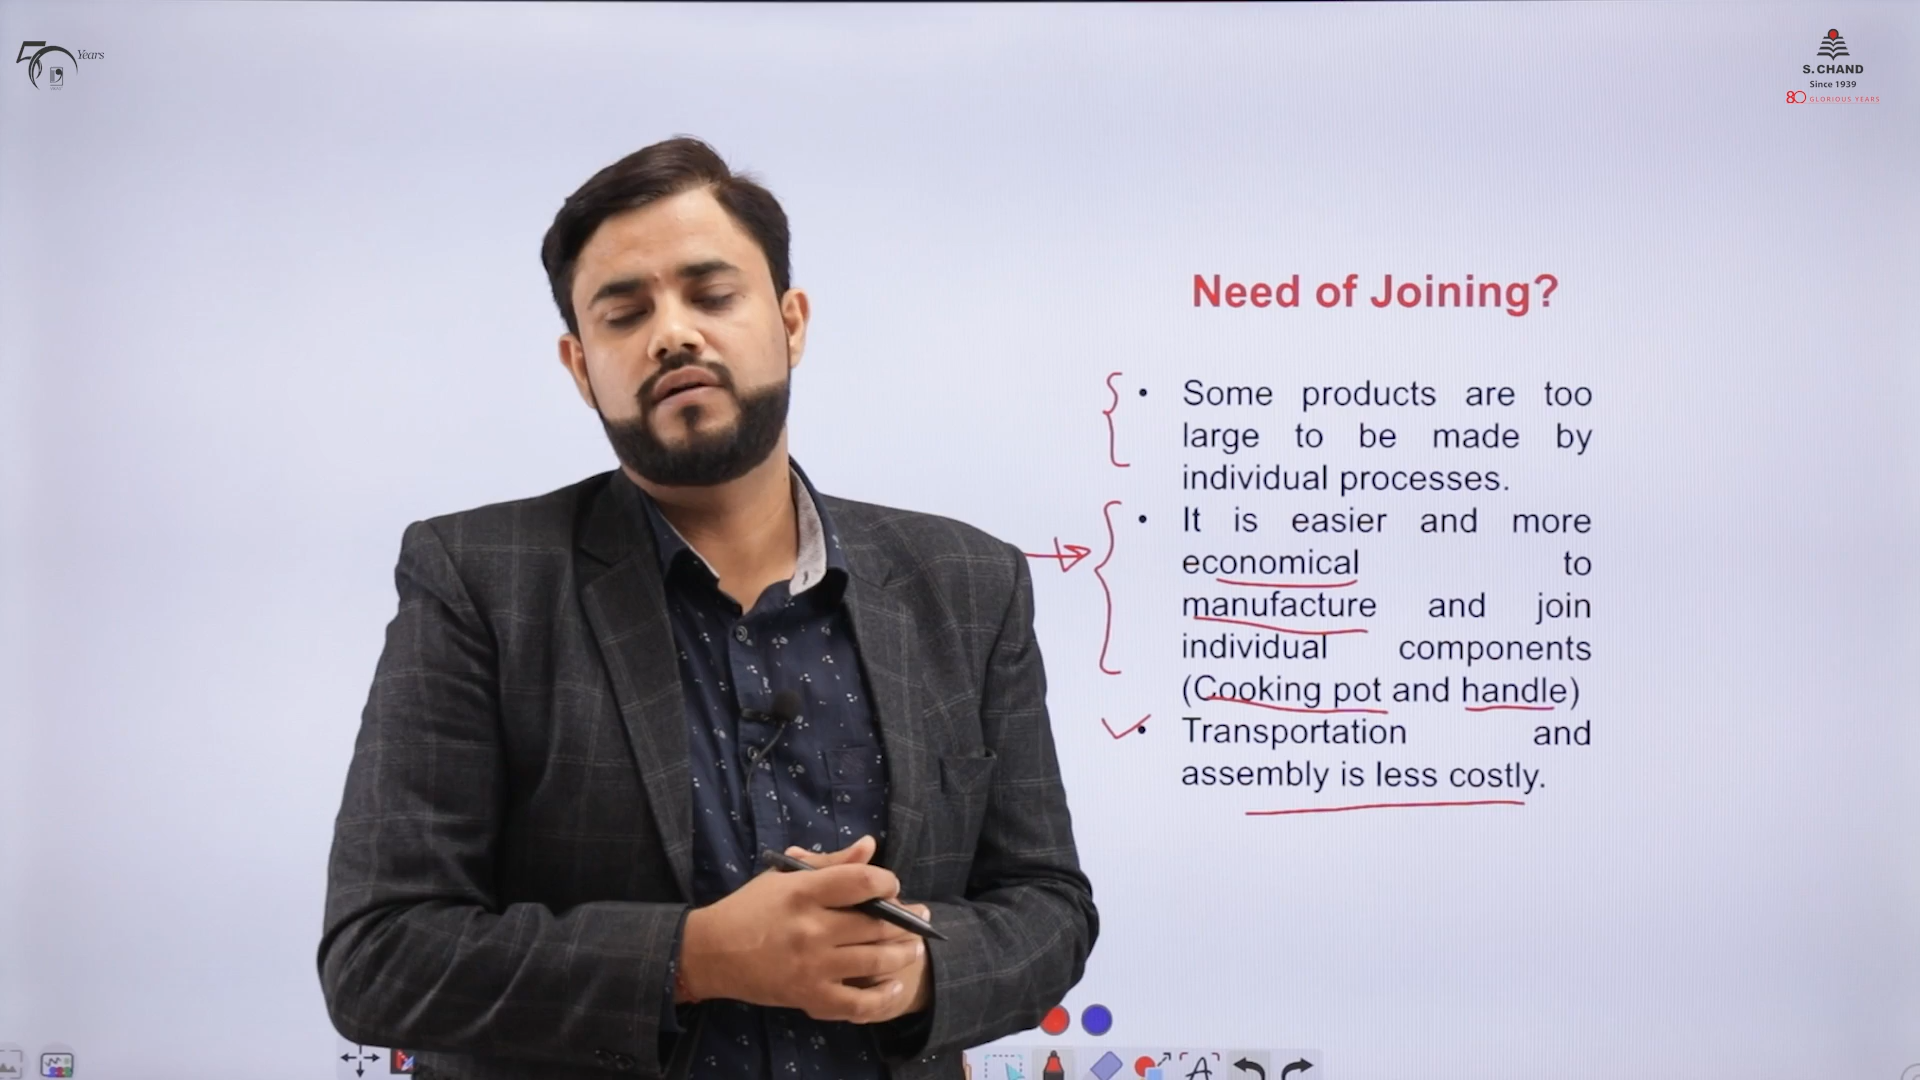 50 Years
S. CHAND
Since 1939
80 GLORIOUS YEARS
Need of Joining?
• Some products are too
large to be made by
individual processes.
• It is easier and more
economical to
manufacture and join
individual components
(Cooking pot and handle)
• Transportation and
assembly is less costly.